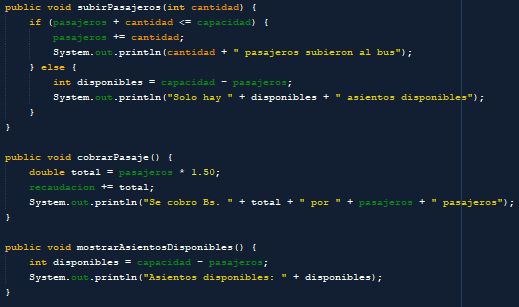 public void subirPasajeros(int cantidad) {
    if (pasajeros + cantidad <= capacidad) {
        pasajeros += cantidad;
        System.out.println(cantidad + " pasajeros subieron al bus");
    } else {
        int disponibles = capacidad - pasajeros;
        System.out.println("Solo hay " + disponibles + " asientos disponibles");
    }
}

public void cobrarPasaje() {
    double total = pasajeros * 1.50;
    recaudacion += total;
    System.out.println("Se cobro Bs. " + total + " por " + pasajeros + " pasajeros");
}

public void mostrarAsientosDisponibles() {
    int disponibles = capacidad - pasajeros;
    System.out.println("Asientos disponibles: " + disponibles);
}